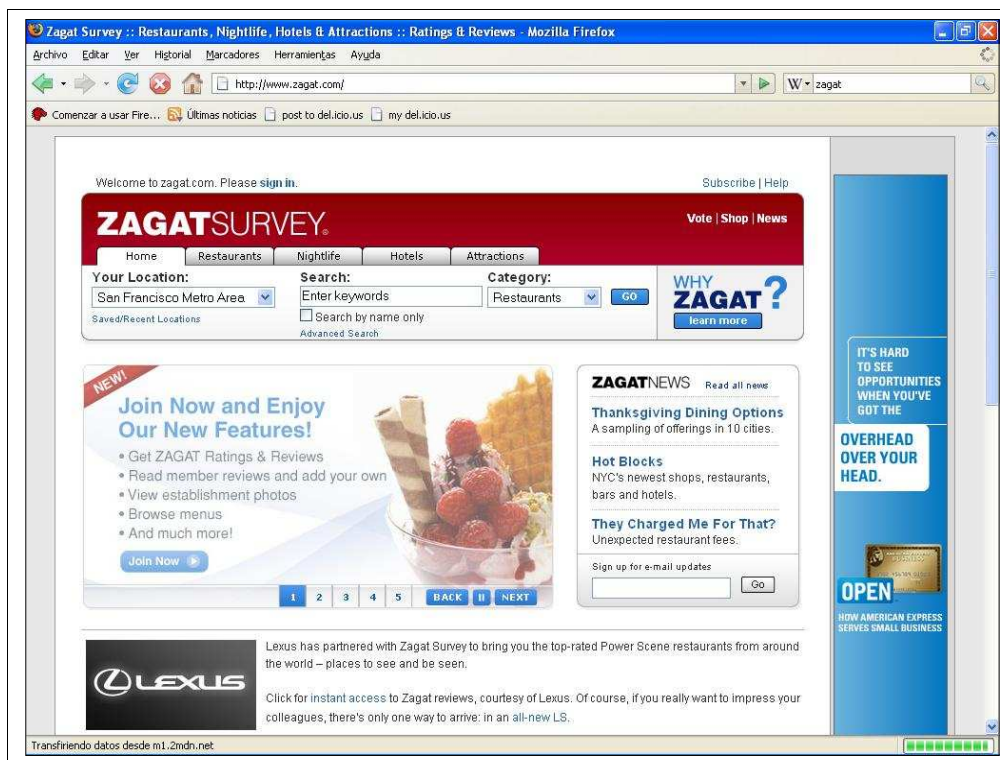 Zagat Survey :: Restaurants, Nightlife, Hotels & Attractions :: Ratings & Reviews - Mozilla Firefox
Archivo Editar Ver Historial Marcadores Herramientas Ayuda
http://www.zagat.com/ W zagat
Comenzar a usar Fire... Últimas noticias post to del.icio.us my del.icio.us
Welcome to zagat.com. Please sign in. Subscribe | Help
ZAGATSURVEY® Vote | Shop | News
Home Restaurants Nightlife Hotels Attractions
Your Location: Search: Category:
San Francisco Metro Area Enter keywords Restaurants GO
Saved/Recent Locations Search by name only
Advanced Search
WHY
ZAGAT?
learn more
NEW!
Join Now and Enjoy
Our New Features!
• Get ZAGAT Ratings & Reviews
• Read member reviews and add your own
• View establishment photos
• Browse menus
• And much more!
Join Now
1 2 3 4 5 BACK NEXT
ZAGATNEWS Read all news
Thanksgiving Dining Options
A sampling of offerings in 10 cities.
Hot Blocks
NYC's newest shops, restaurants,
bars and hotels.
They Charged Me For That?
Unexpected restaurant fees.
Sign up for e-mail updates
Go
IT'S HARD
TO SEE
OPPORTUNITIES
WHEN YOU'VE
GOT THE
OVERHEAD
OVER YOUR
HEAD.
OPEN
HOW AMERICAN EXPRESS
SERVES SMALL BUSINESS
LEXUS
Lexus has partnered with Zagat Survey to bring you the top-rated Power Scene restaurants from around
the world – places to see and be seen.
Click for instant access to Zagat reviews, courtesy of Lexus. Of course, if you really want to impress your
colleagues, there's only one way to arrive: in an all-new LS.
Transfiriendo datos desde m1.2mdn.net